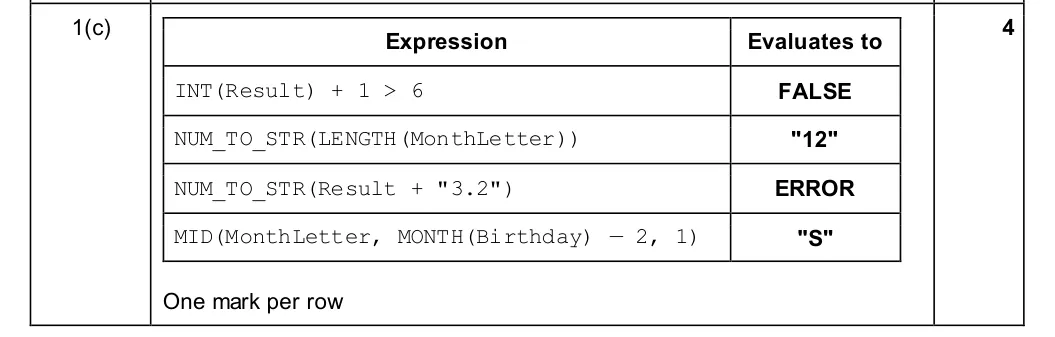 1(c)
Expression Evaluates to
4
INT(Result) + 1 > 6 FALSE
NUM_TO_STR(LENGTH(MonthLetter)) "12"
NUM_TO_STR(Result + "3.2") ERROR
MID(MonthLetter, MONTH(Birthday) – 2, 1) "S"
One mark per row